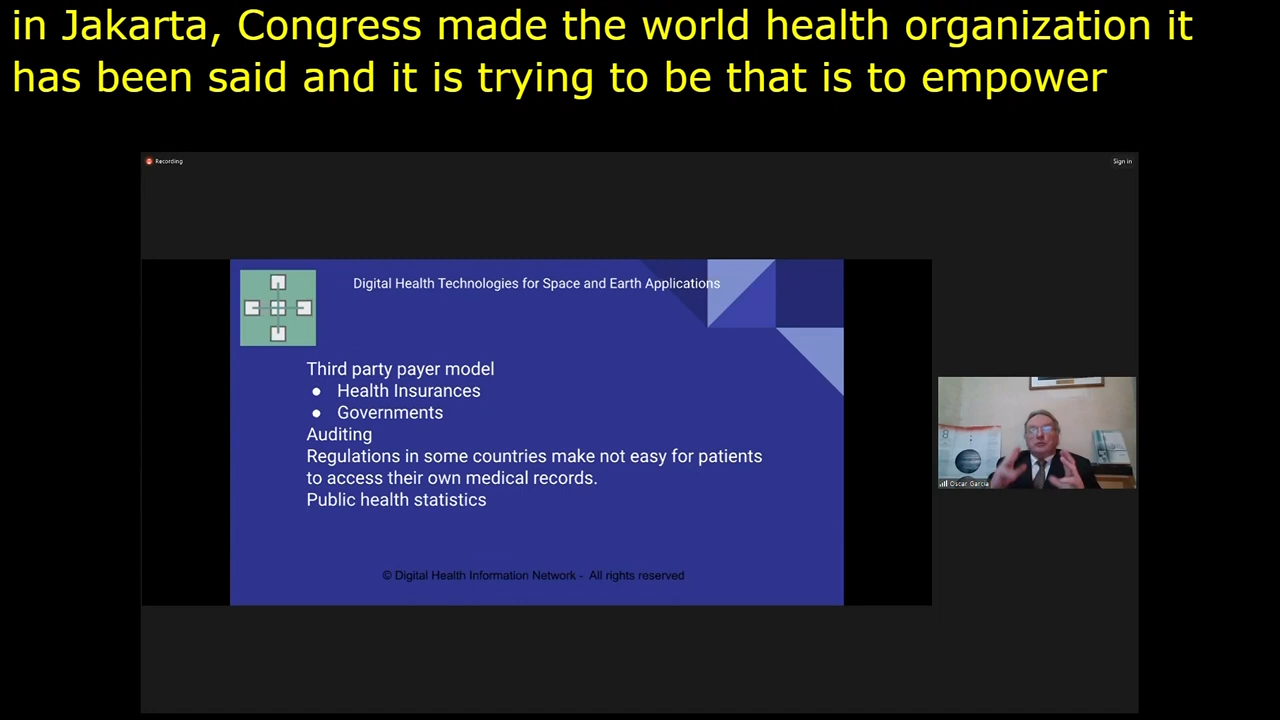 in Jakarta, Congress made the world health organization it
has been said and it is trying to be that is to empower
Recording
Sign in
Digital Health Technologies for Space and Earth Applications
Third party payer model
● Health Insurances
● Governments
Auditing
Regulations in some countries make not easy for patients
to access their own medical records.
Public health statistics
8
Oscar Garcia
© Digital Health Information Network - All rights reserved